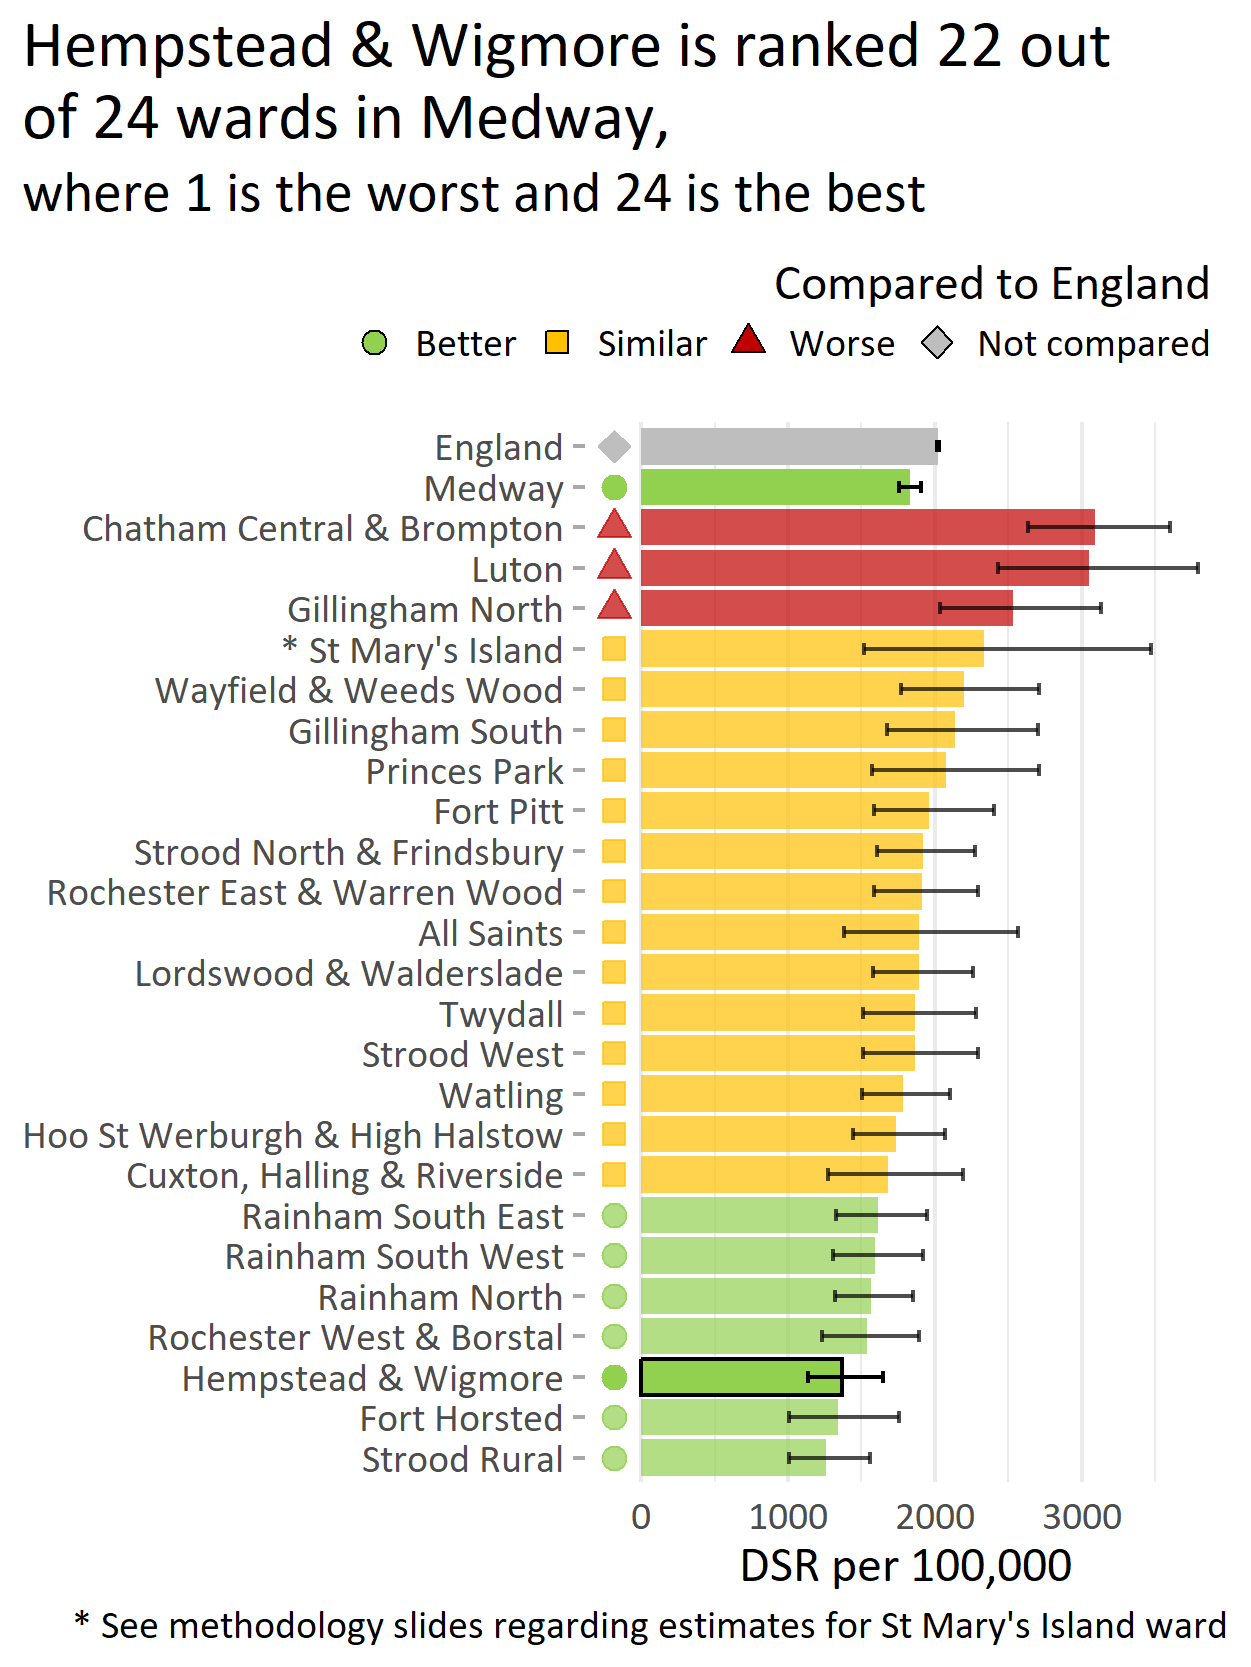 Hempstead & Wigmore is ranked 22 out
of 24 wards in Medway,
where 1 is the worst and 24 is the best
Compared to England
Better Similar Worse Not compared
England
Medway
Chatham Central & Brompton
Luton
Gillingham North
* St Mary's Island
Wayfield & Weeds Wood
Gillingham South
Princes Park
Fort Pitt
Strood North & Frindsbury
Rochester East & Warren Wood
All Saints
Lordswood & Walderslade
Twydall
Strood West
Watling
Hoo St Werburgh & High Halstow
Cuxton, Halling & Riverside
Rainham South East
Rainham South West
Rainham North
Rochester West & Borstal
Hempstead & Wigmore
Fort Horsted
Strood Rural
0 1000 2000 3000
DSR per 100,000
* See methodology slides regarding estimates for St Mary's Island ward